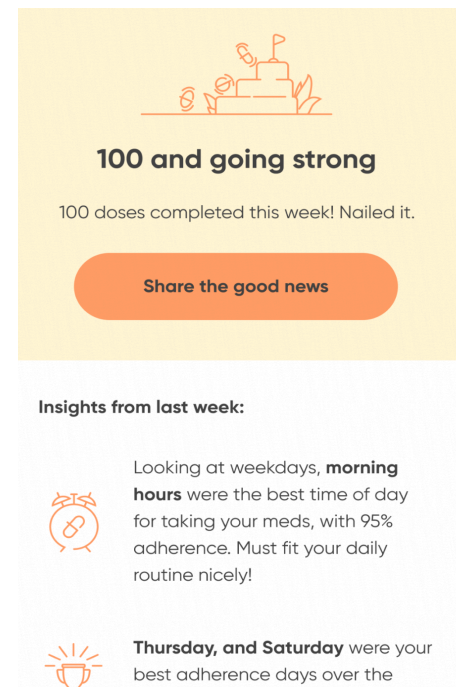 100 and going strong
100 doses completed this week! Nailed it.
Share the good news
Insights from last week:
Looking at weekdays, morning
hours were the best time of day
for taking your meds, with 95%
adherence. Must fit your daily
routine nicely!
Thursday, and Saturday were your
best adherence days over the